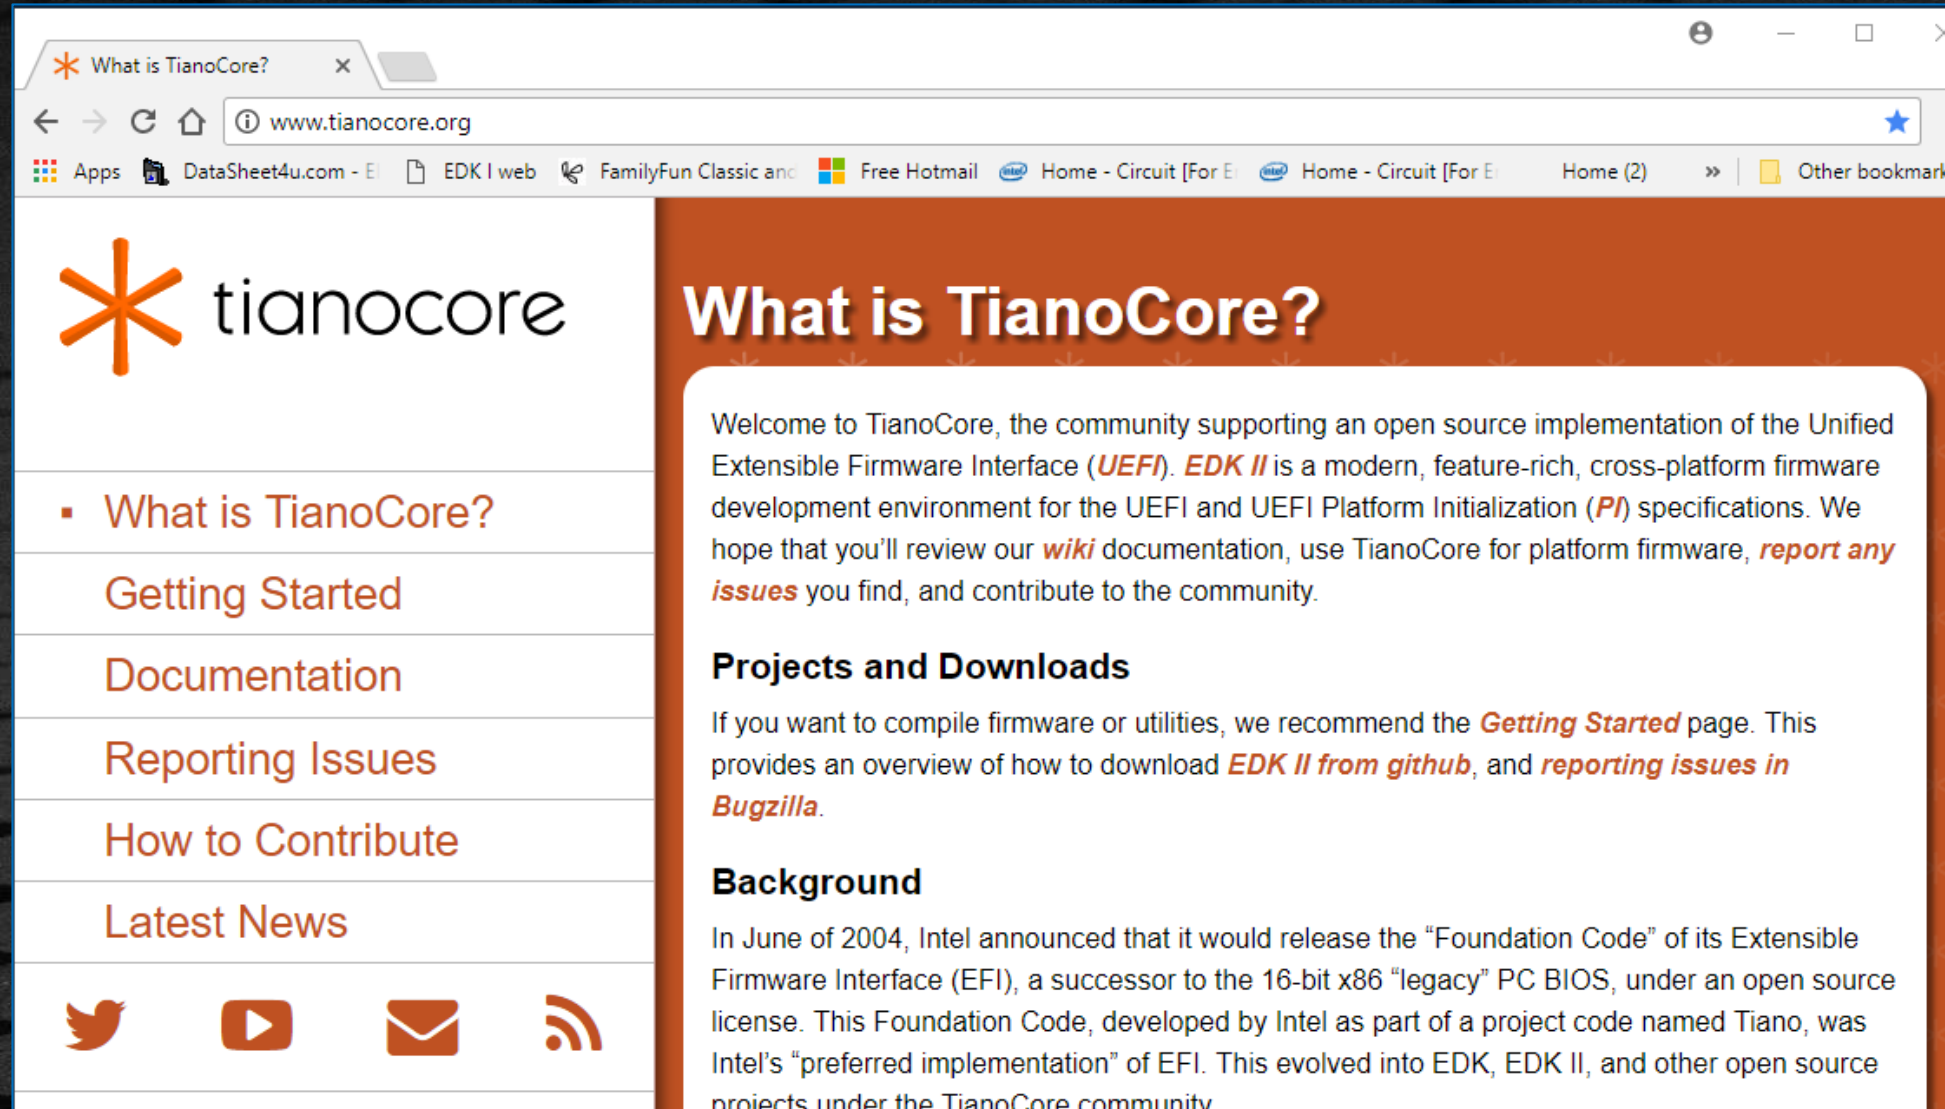 What is TianoCore?
www.tianocore.org
Apps DataSheet4u.com - El EDK I web FamilyFun Classic and Free Hotmail Home - Circuit [For E Home - Circuit [For E Home (2) » Other bookmark
tianocore
What is TianoCore?
Getting Started
Documentation
Reporting Issues
How to Contribute
Latest News
What is TianoCore?
Welcome to TianoCore, the community supporting an open source implementation of the Unified
Extensible Firmware Interface (UEFI). EDK II is a modern, feature-rich, cross-platform firmware
development environment for the UEFI and UEFI Platform Initialization (PI) specifications. We
hope that you’ll review our wiki documentation, use TianoCore for platform firmware, report any
issues you find, and contribute to the community.
Projects and Downloads
If you want to compile firmware or utilities, we recommend the Getting Started page. This
provides an overview of how to download EDK II from github, and reporting issues in
Bugzilla.
Background
In June of 2004, Intel announced that it would release the “Foundation Code” of its Extensible
Firmware Interface (EFI), a successor to the 16-bit x86 “legacy” PC BIOS, under an open source
license. This Foundation Code, developed by Intel as part of a project code named Tiano, was
Intel’s “preferred implementation” of EFI. This evolved into EDK, EDK II, and other open source
projects under the TianoCore community